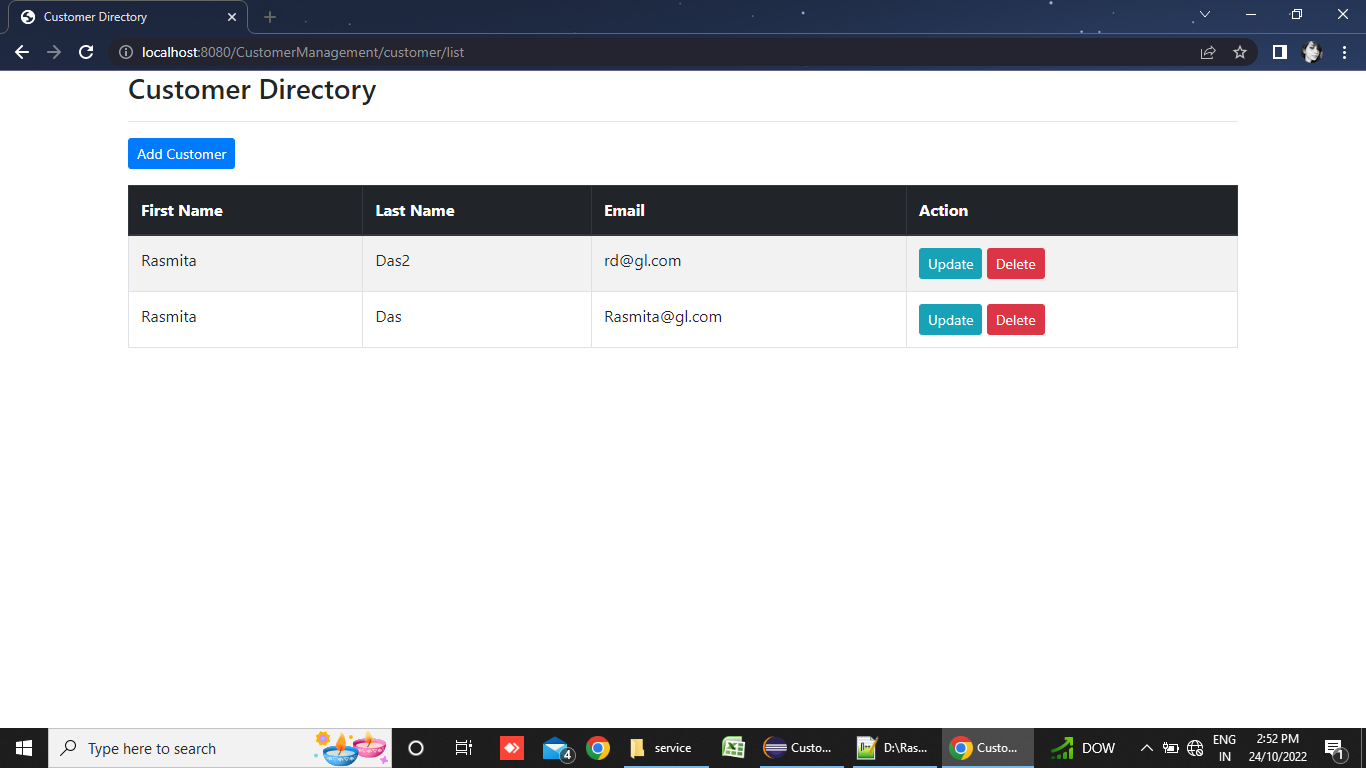 Customer Directory
localhost:8080/CustomerManagement/customer/list
Customer Directory
Add Customer
First Name Last Name Email Action
Rasmita Das2 rd@gl.com Update Delete
Rasmita Das Rasmita@gl.com Update Delete
Type here to search
4
service
Custo...
D:\Ras...
Custo...
DOW
ENG
IN
2:52 PM
24/10/2022
1